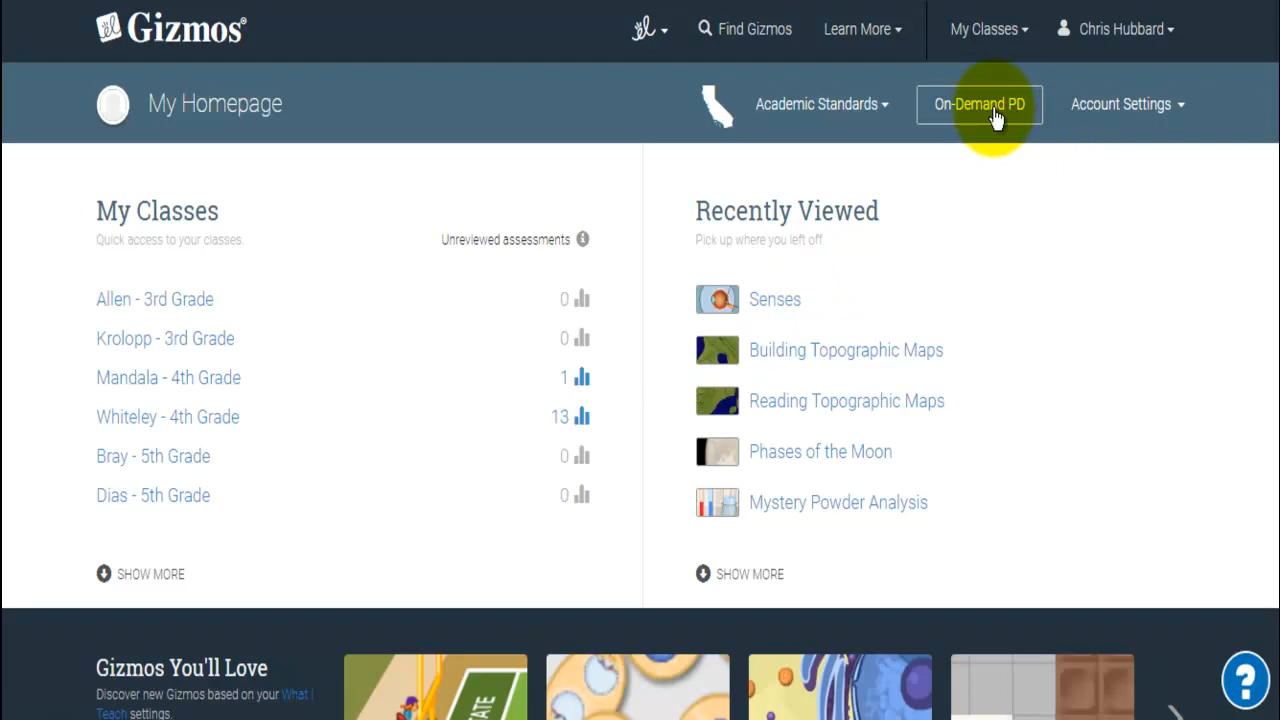 Gizmos®
Find Gizmos
Learn More
My Classes
Chris Hubbard
My Homepage
Academic Standards
On-Demand PD
Account Settings
My Classes
Quick access to your classes.
Unreviewed assessments
Allen - 3rd Grade
0
Krolopp - 3rd Grade
0
Mandala - 4th Grade
1
Whiteley - 4th Grade
13
Bray - 5th Grade
0
Dias - 5th Grade
0
SHOW MORE
Recently Viewed
Pick up where you left off
Senses
Building Topographic Maps
Reading Topographic Maps
Phases of the Moon
Mystery Powder Analysis
SHOW MORE
Gizmos You'll Love
Discover new Gizmos based on your What I
Teach settings.
STATE
?